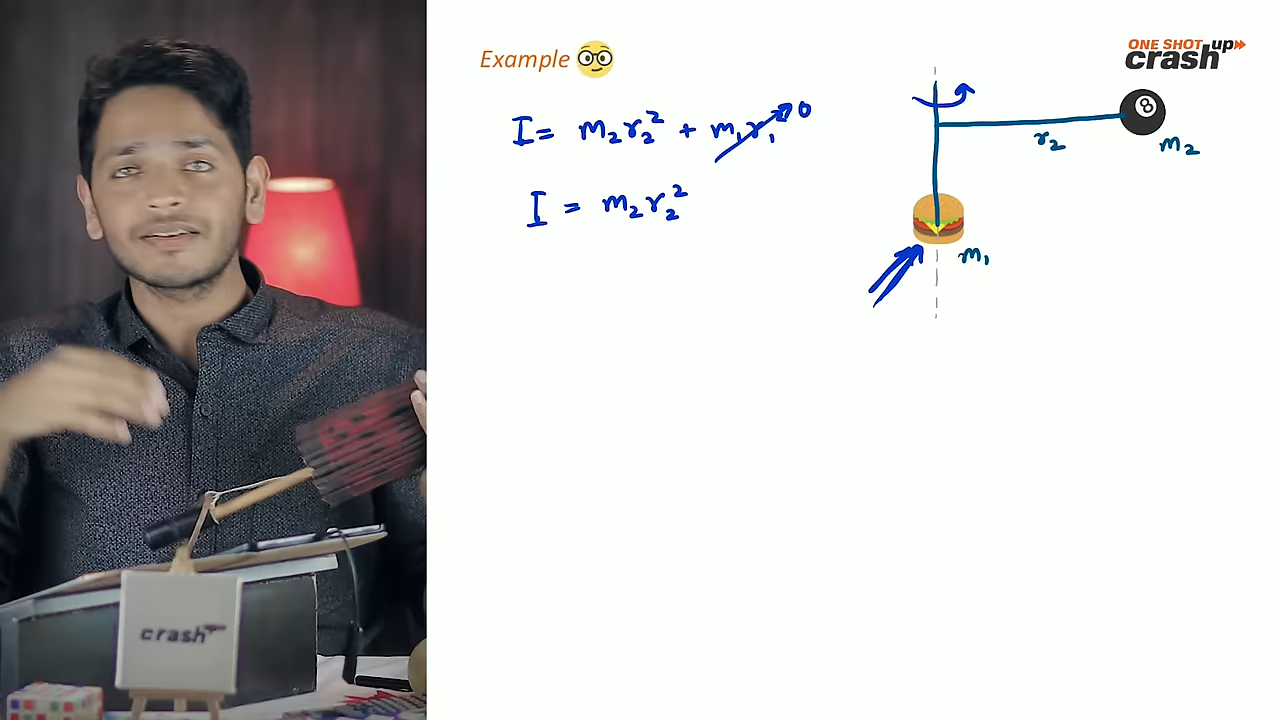 Example
ONE SHOT up
crash
I = m₂r₂² + m₁r₁² 0
I = m₂r₂²
8
r₂
m₂
m₁
crash